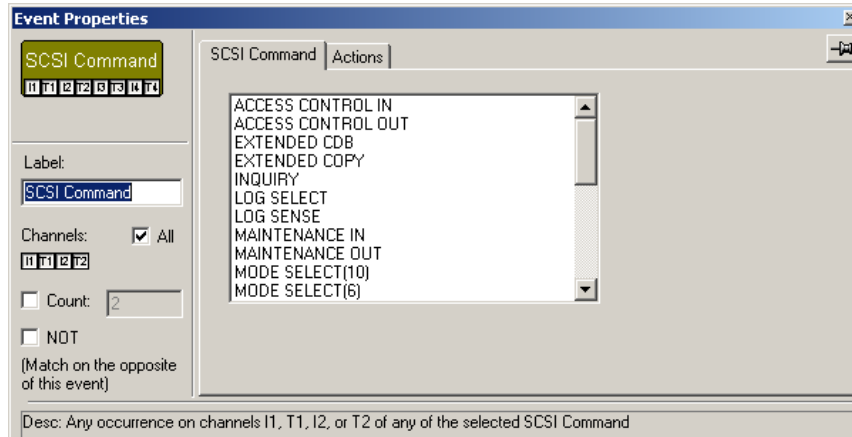 Event Properties
SCSI Command
I1 T1 I2 T2 I3 T3 I4 T4
Label:
SCSI Command
Channels:
All
I1 T1 I2 T2
Count:
2
NOT
(Match on the opposite
of this event)
SCSI Command
Actions
ACCESS CONTROL IN
ACCESS CONTROL OUT
EXTENDED CDB
EXTENDED COPY
INQUIRY
LOG SELECT
LOG SENSE
MAINTENANCE IN
MAINTENANCE OUT
MODE SELECT(10)
MODE SELECT(6)
Desc: Any occurrence on channels I1, T1, I2, or T2 of any of the selected SCSI Command